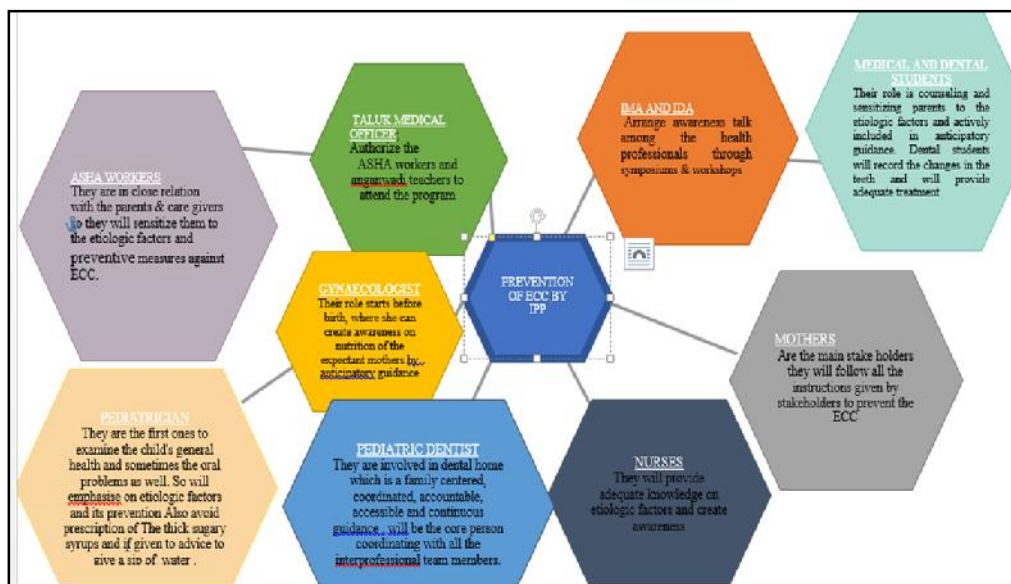 ASHA WORKERS
They are in close relation
with the parents & care givers
so they will sensitize them to
the etiologic factors and
preventive measures against
ECC.
TALUK MEDICAL
OFFICER;
Authorize the
ASHA workers and
anganwadi teachers to
attend the program
IMA AND IDA
Arrange awareness talk
among the health
professionals through
symposiums & workshops
MEDICAL AND DENTAL
STUDENTS
Their role is counseling and
sensitizing parents to the
etiologic factors and actively
included in anticipatory
guidance. Dental students
will record the changes in the
teeth and will provide
adequate treatment
GYNAECOLOGIST
Their role starts before
birth, where she can
create awareness on
nutrition of the
expectant mothers by
anticipatory guidance
PREVENTION
OF ECC BY
IPP
MOTHERS
Are the main stake holders
they will follow all the
instructions given by
stakeholders to prevent the
ECC
PEDIATRICIAN
They are the first ones to
examine the child's general
health and sometimes the oral
problems as well. So will
emphasise on etiologic factors
and its prevention Also avoid
prescription of The thick sugary
syrups and if given to advice to
give a sip of water .
PEDIATRIC DENTIST
They are involved in dental home
which is a family centered,
coordinated, accountable,
accessible and continuous
guidance . will be the core person
coordinating with all the
interprofessional team members.
NURSES
They will provide
adequate knowledge on
etiologic factors and create
awareness